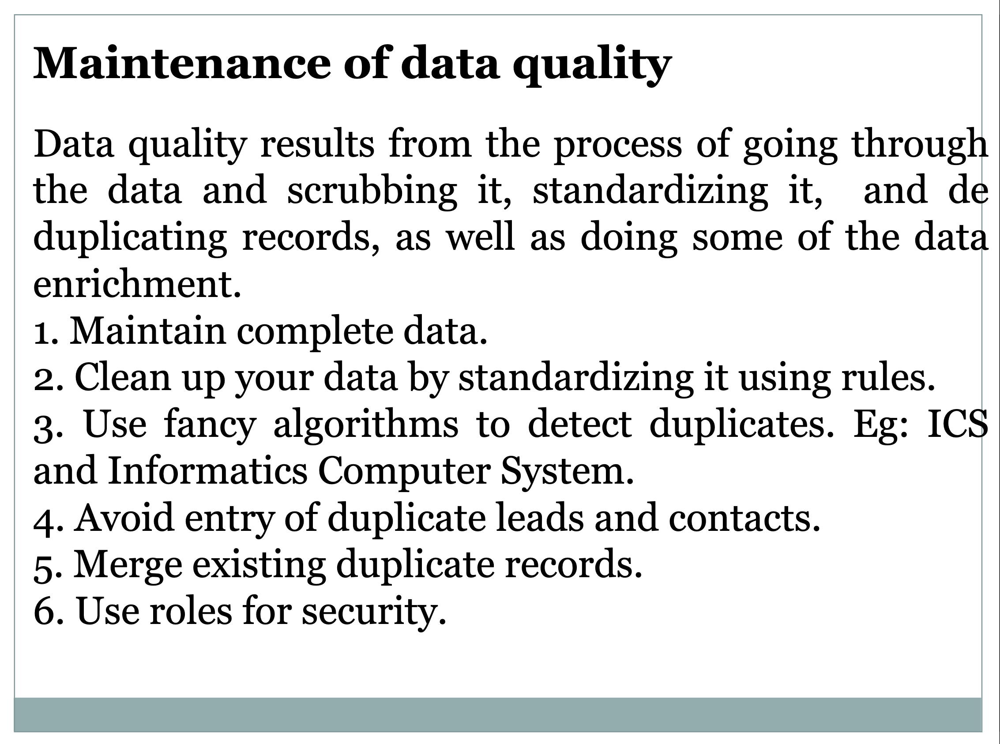 Maintenance of data quality
Data quality results from the process of going through
the data and scrubbing it, standardizing it, and de
duplicating records, as well as doing some of the data
enrichment.
1. Maintain complete data.
2. Clean up your data by standardizing it using rules.
3. Use fancy algorithms to detect duplicates. Eg: ICS
and Informatics Computer System.
4. Avoid entry of duplicate leads and contacts.
5. Merge existing duplicate records.
6. Use roles for security.